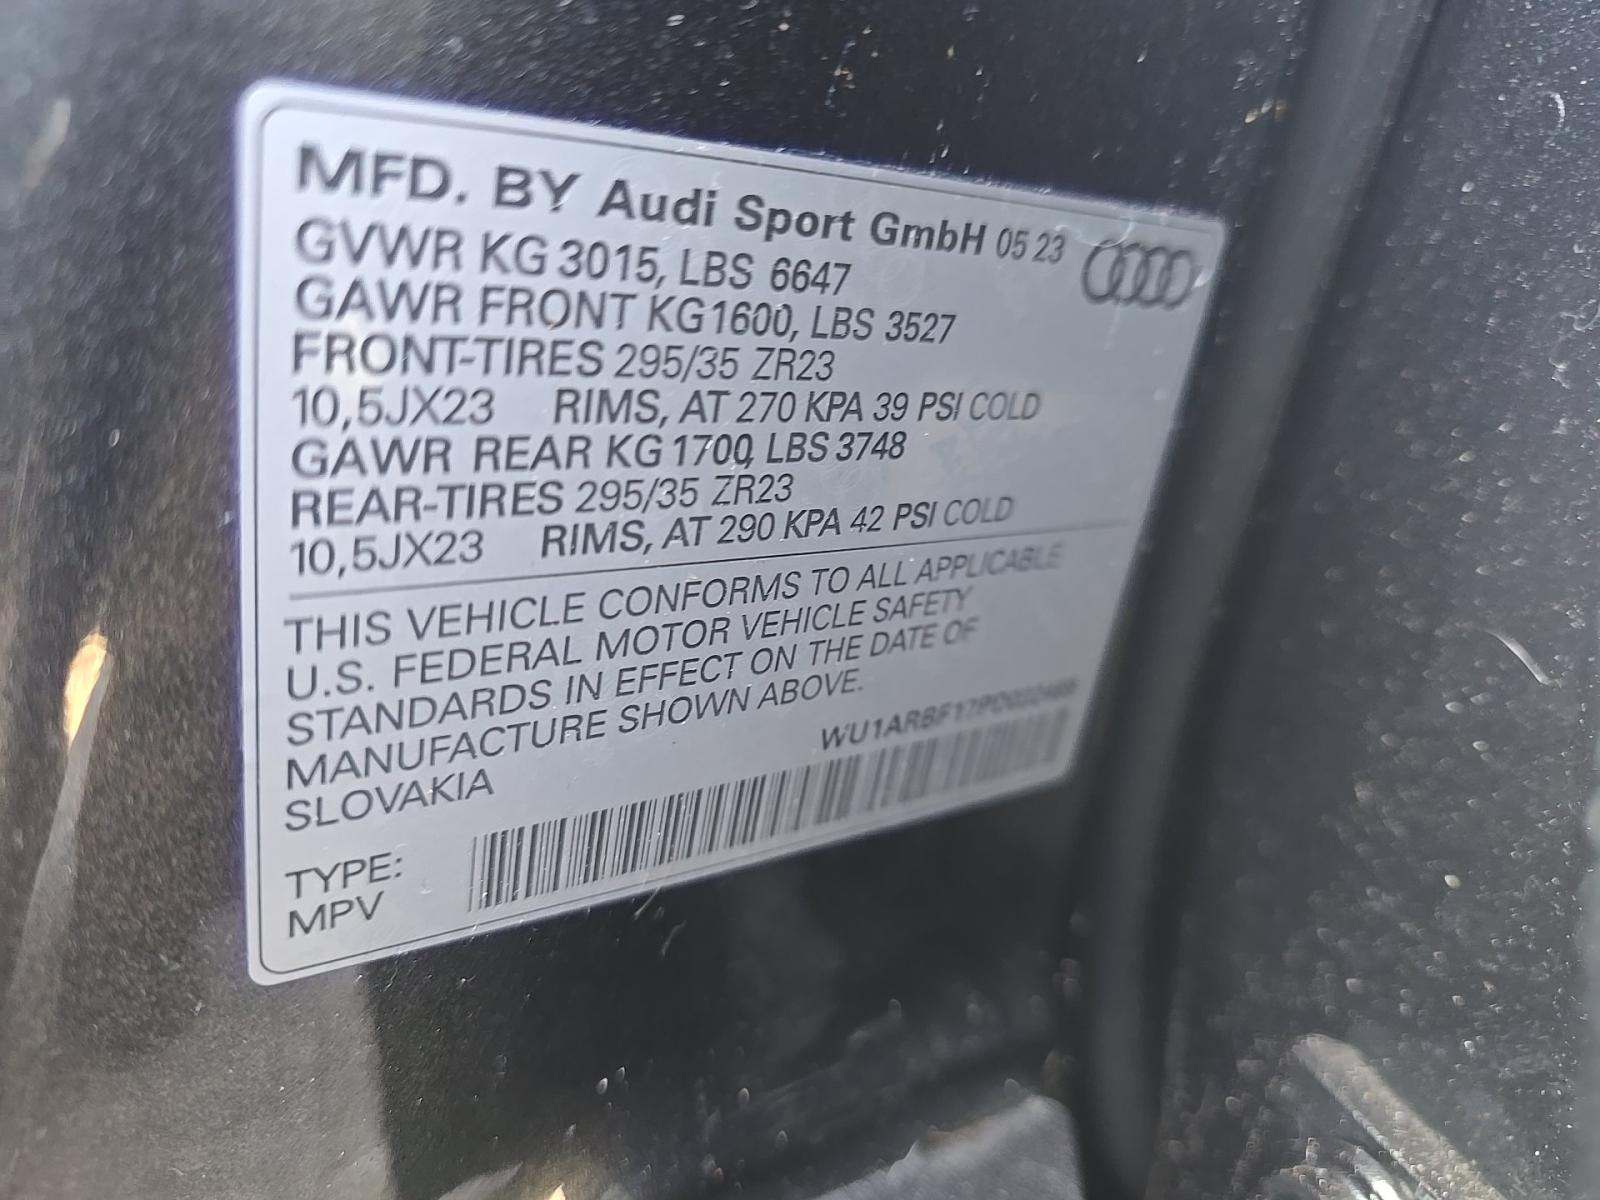 MFD. BY Audi Sport GmbH 05 23
GVWR KG 3015, LBS 6647
GAWR FRONT KG1600, LBS 3527
FRONT-TIRES 295/35 ZR23
10,5JX23 RIMS, AT 270 KPA 39 PSI COLD
GAWR REAR KG 1700, LBS 3748
REAR-TIRES 295/35 ZR23
10,5JX23 RIMS, AT 290 KPA 42 PSI COLD
THIS VEHICLE CONFORMS TO ALL APPLICABLE
U.S. FEDERAL MOTOR VEHICLE SAFETY
STANDARDS IN EFFECT ON THE DATE OF
MANUFACTURE SHOWN ABOVE.
SLOVAKIA
TYPE:
MPV